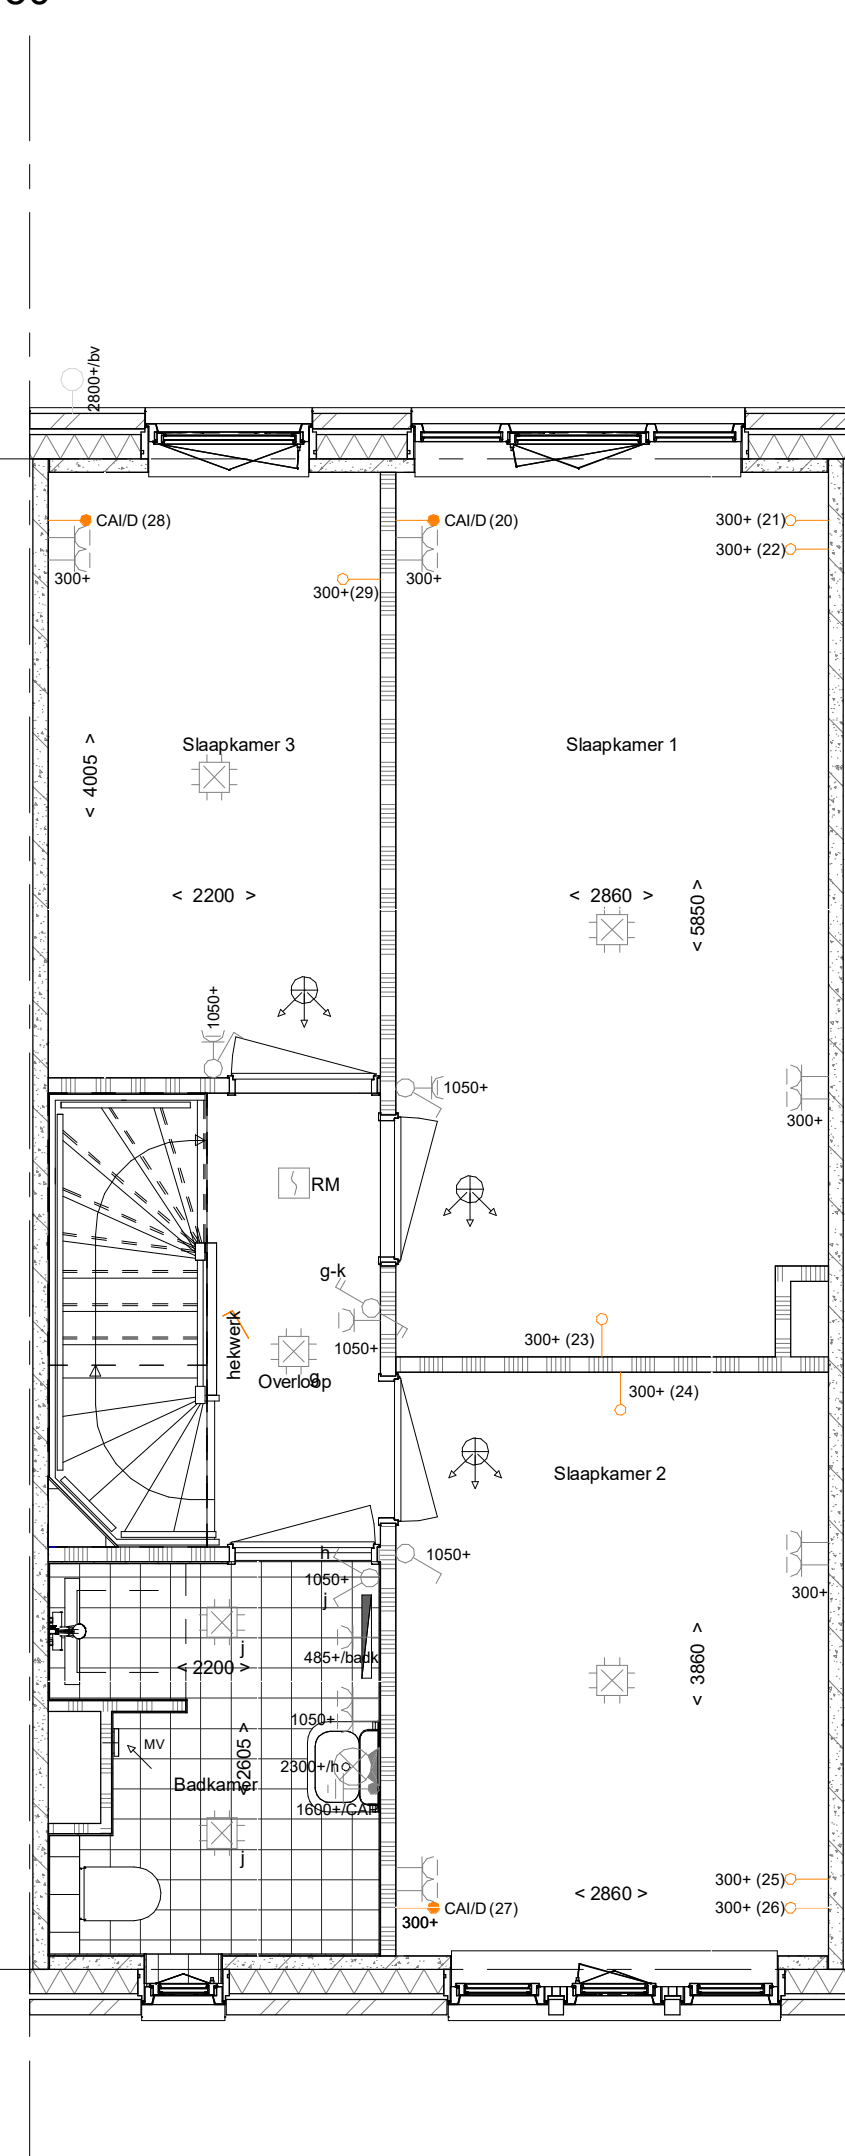 2800+/bv
CAI/D (28)
300+
300+(29)
CAI/D (20)
300+
300+ (21)
300+ (22)
Slaapkamer 3
Slaapkamer 1
< 4005 >
< 2200 >
< 2860 >
< 5850 >
1050+
1050+
300+
RM
g-k
1050+
hekwerk
g
Overloop
300+ (23)
300+ (24)
Slaapkamer 2
h
1050+
j
1050+
300+
j
< 2200 >
485+/badk
< 3860 >
1050+
MV
< 2605 >
2300+/h
Badkamer
1600+/CAI
j
300+
CAI/D (27)
< 2860 >
300+ (25)
300+ (26)